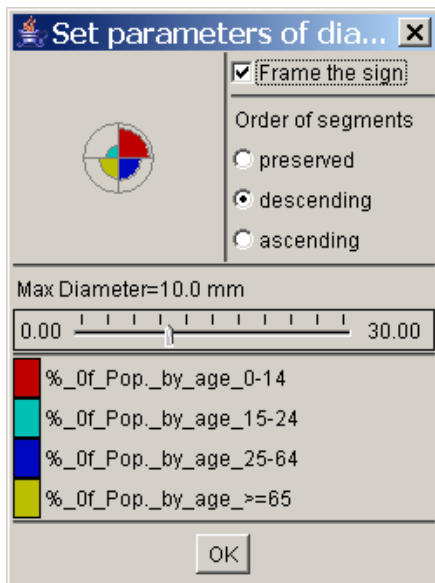 Set parameters of dia...
Frame the sign
Order of segments
preserved
descending
ascending
Max Diameter=10.0 mm
0.00 30.00
%_0f_Pop._by_age_0-14
%_0f_Pop._by_age_15-24
%_0f_Pop._by_age_25-64
%_0f_Pop._by_age_>=65
OK